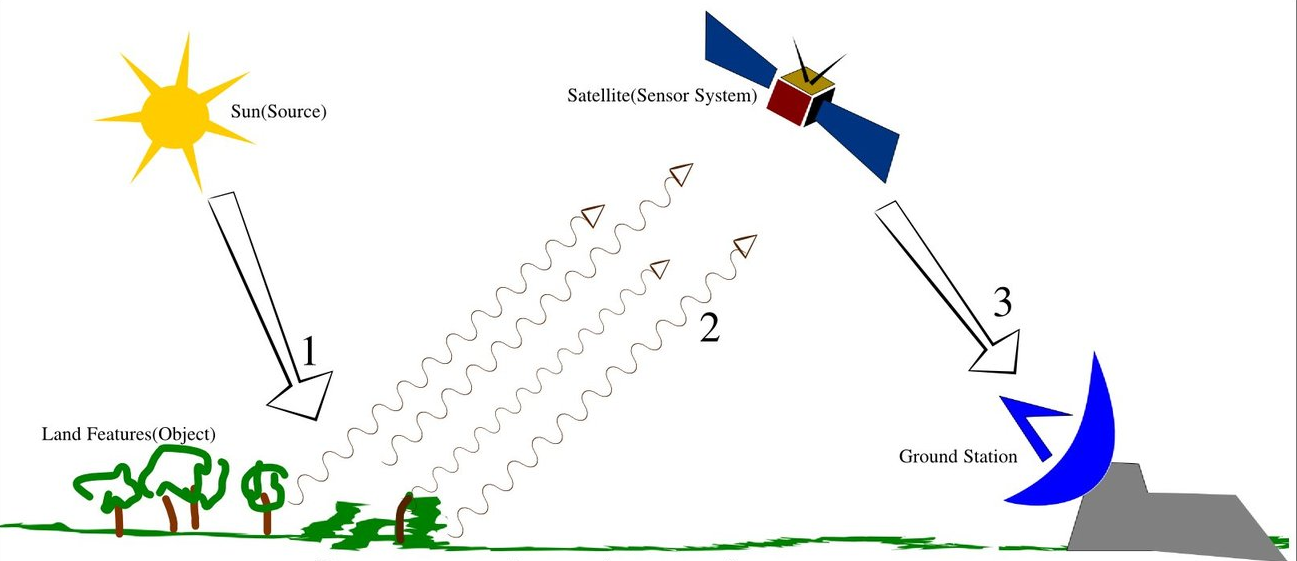 Sun(Source)
Satellite(Sensor System)
1
2
3
Land Features(Object)
Ground Station